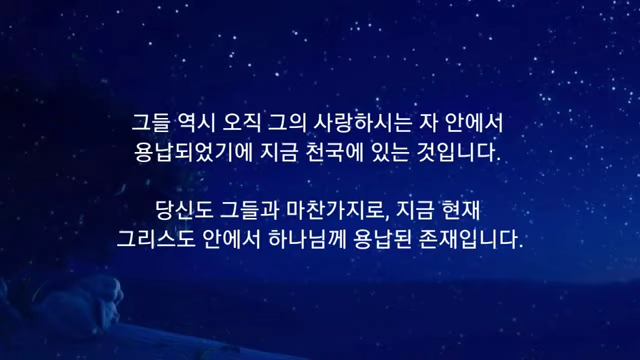 그들 역시 오직 그의 사랑하시는 자 안에서
용납되었기에 지금 천국에 있는 것입니다.
당신도 그들과 마찬가지로, 지금 현재
그리스도 안에서 하나님께 용납된 존재입니다.